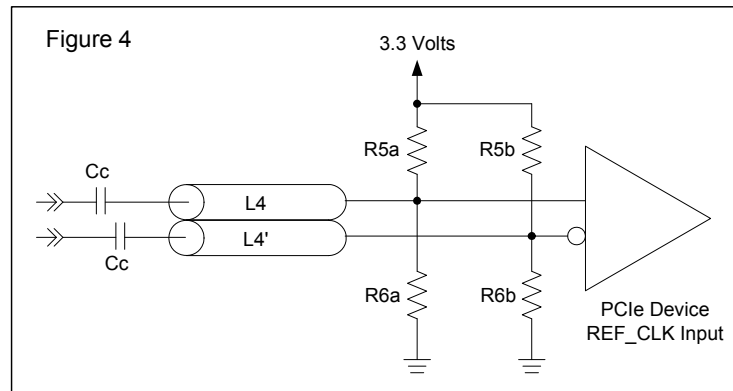 Figure 4
3.3 Volts
R5a
R5b
Cc
L4
L4'
Cc
R6a
R6b
PCIe Device
REF_CLK Input